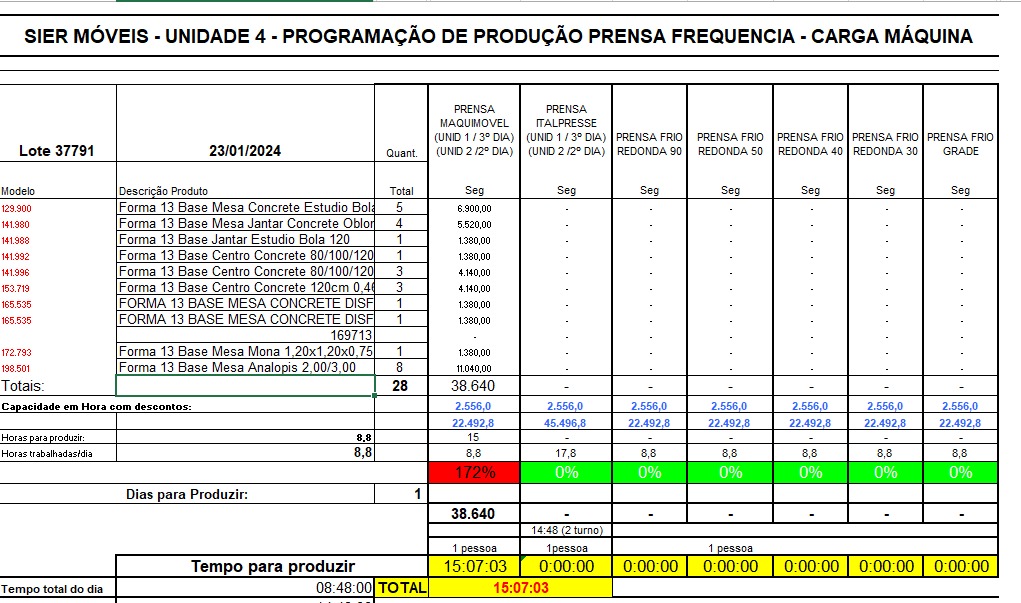 SIER MÓVEIS - UNIDADE 4 - PROGRAMAÇÃO DE PRODUÇÃO PRENSA FREQUENCIA - CARGA MÁQUINA
Lote 37791 23/01/2024 Quant. PRENSA MAQUIMOVEL (UNID 1 / 3º DIA) (UNID 2 /2º DIA) PRENSA ITALPRESSE (UNID 1 / 3º DIA) (UNID 2 /2º DIA) PRENSA FRIO REDONDA 90 PRENSA FRIO REDONDA 50 PRENSA FRIO REDONDA 40 PRENSA FRIO REDONDA 30 PRENSA FRIO GRADE
Modelo Descrição Produto Total Seg Seg Seg Seg Seg Seg Seg
129.900 Forma 13 Base Mesa Concrete Estudio Bola 5 6.900,00 - - - - - -
141.980 Forma 13 Base Mesa Jantar Concrete Oblon 4 5.520,00 - - - - - -
141.988 Forma 13 Base Jantar Estudio Bola 120 1 1.380,00 - - - - - -
141.992 Forma 13 Base Centro Concrete 80/100/120 1 1.380,00 - - - - - -
141.996 Forma 13 Base Centro Concrete 80/100/120 3 4.140,00 - - - - - -
153.719 Forma 13 Base Centro Concrete 120cm 0,46 3 4.140,00 - - - - - -
165.535 FORMA 13 BASE MESA CONCRETE DISF 1 1.380,00 - - - - - -
165.535 FORMA 13 BASE MESA CONCRETE DISF 1 1.380,00 - - - - - -
169713 - - - - - - -
172.793 Forma 13 Base Mesa Mona 1,20x1,20x0,75 1 1.380,00 - - - - - -
198.501 Forma 13 Base Mesa Analopis 2,00/3,00 8 11.040,00 - - - - - -
Totais: 28 38.640 - - - - - -
Capacidade em Hora com descontos: 2.556,0 2.556,0 2.556,0 2.556,0 2.556,0 2.556,0 2.556,0
22.492,8 45.496,8 22.492,8 22.492,8 22.492,8 22.492,8 22.492,8
Horas para produzir: 8,8 15 - - - - - -
Horas trabalhadas/dia 8,8 8,8 17,8 8,8 8,8 8,8 8,8 8,8
172% 0% 0% 0% 0% 0% 0%
Dias para Produzir: 1
38.640 - - - - - -
14:48 (2 turno)
1 pessoa 1pessoa 1 pessoa
Tempo para produzir 15:07:03 0:00:00 0:00:00 0:00:00 0:00:00 0:00:00 0:00:00
Tempo total do dia 08:48:00 TOTAL 15:07:03